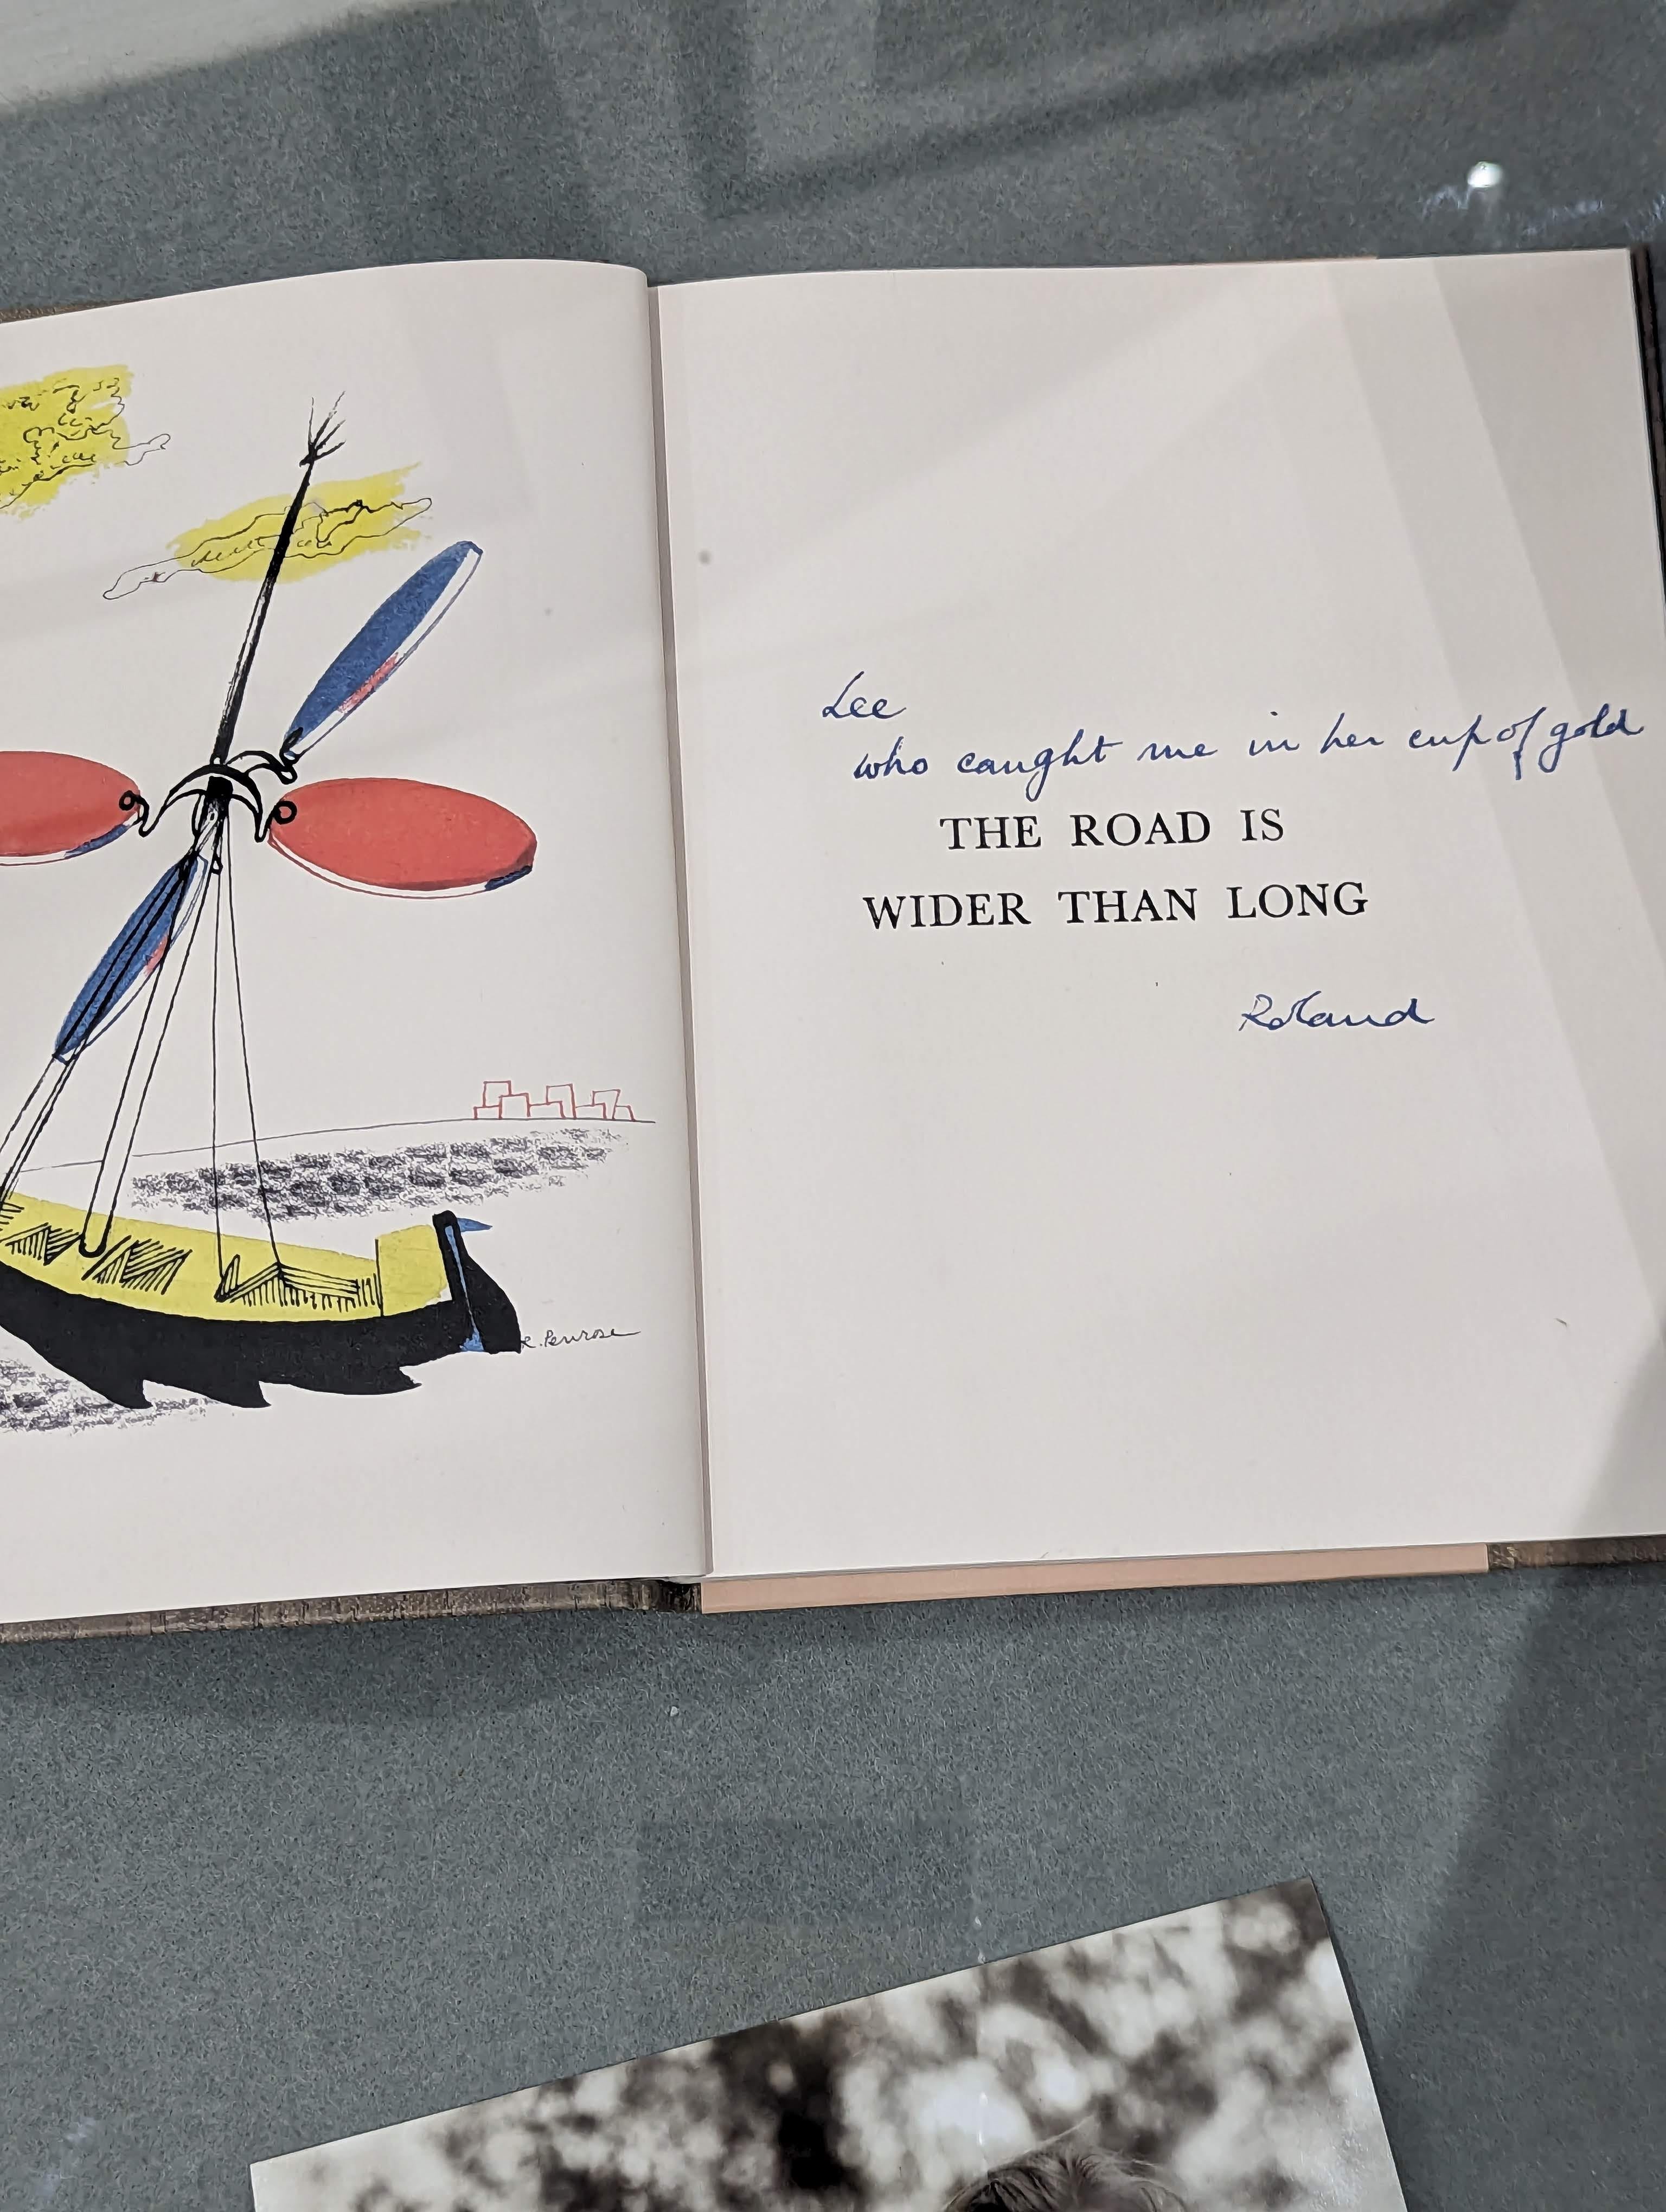 Lee
who caught me in her cup of gold
THE ROAD IS
WIDER THAN LONG
Roland
R. Penrose